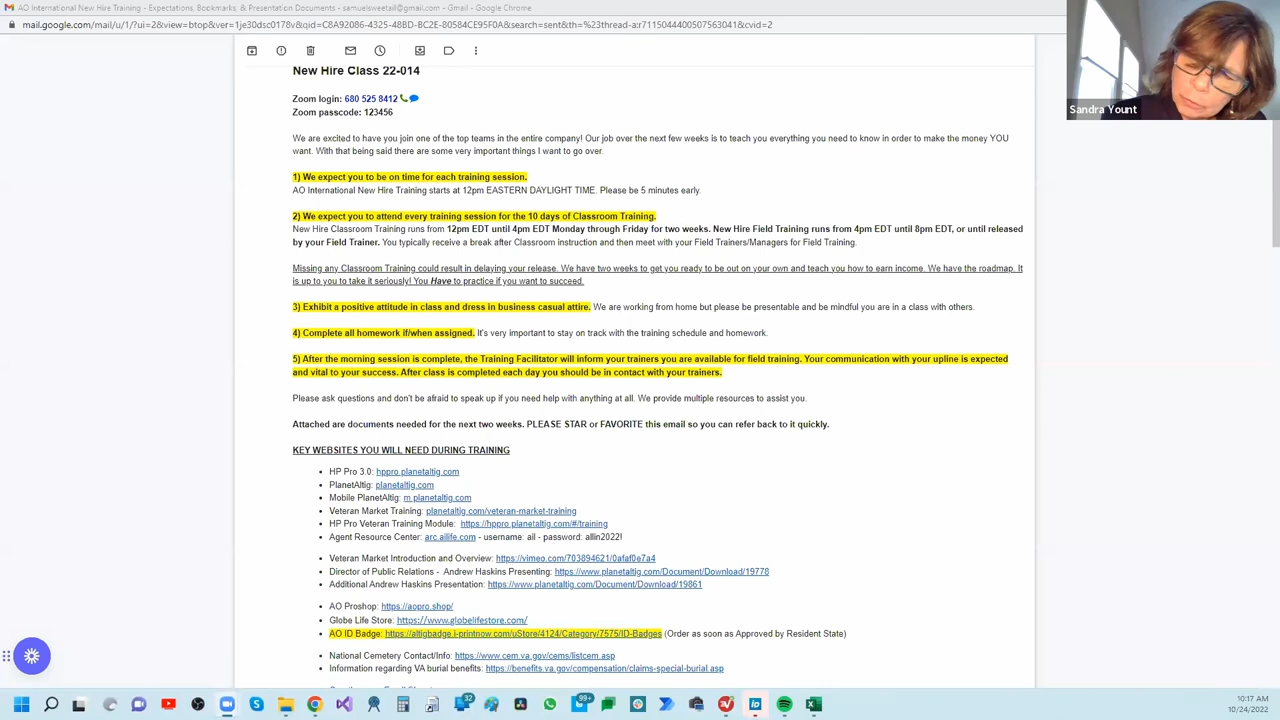 AO International New Hire Training - Expectations, Bookmarks, & Presentation Documents - samuelsweetail@gmail.com - Gmail - Google Chrome
mail.google.com/mail/u/1/?ui=2&view=btop&ver=1je30dsc0178v&qid=C8A92086-4325-48BD-BC2E-80584CE95F0A&search=sent&th=%23thread-a:r7115044400507563041&cvid=2
New Hire Class 22-014
Zoom login: 680 525 8412
Zoom passcode: 123456
We are excited to have you join one of the top teams in the entire company! Our job over the next few weeks is to teach you everything you need to know in order to make the money YOU
want. With that being said there are some very important things I want to go over.
1) We expect you to be on time for each training session.
AO International New Hire Training starts at 12pm EASTERN DAYLIGHT TIME. Please be 5 minutes early.
2) We expect you to attend every training session for the 10 days of Classroom Training.
New Hire Classroom Training runs from 12pm EDT until 4pm EDT Monday through Friday for two weeks. New Hire Field Training runs from 4pm EDT until 8pm EDT, or until released
by your Field Trainer. You typically receive a break after Classroom instruction and then meet with your Field Trainers/Managers for Field Training.
Missing any Classroom Training could result in delaying your release. We have two weeks to get you ready to be out on your own and teach you how to earn income. We have the roadmap. It
is up to you to take it seriously! You Have to practice if you want to succeed.
3) Exhibit a positive attitude in class and dress in business casual attire. We are working from home but please be presentable and be mindful you are in a class with others.
4) Complete all homework if/when assigned. It's very important to stay on track with the training schedule and homework.
5) After the morning session is complete, the Training Facilitator will inform your trainers you are available for field training. Your communication with your upline is expected
and vital to your success. After class is completed each day you should be in contact with your trainers.
Please ask questions and don't be afraid to speak up if you need help with anything at all. We provide multiple resources to assist you.
Attached are documents needed for the next two weeks. PLEASE STAR or FAVORITE this email so you can refer back to it quickly.
KEY WEBSITES YOU WILL NEED DURING TRAINING
HP Pro 3.0: hppro.planetaltig.com
PlanetAltig: planetaltig.com
Mobile PlanetAltig: m.planetaltig.com
Veteran Market Training: planetaltig.com/veteran-market-training
HP Pro Veteran Training Module: https://hppro.planetaltig.com/#/training
Agent Resource Center: arc.ailife.com - username: ail - password: allin2022!
Veteran Market Introduction and Overview: https://vimeo.com/703894621/0afaf0e7a4
Director of Public Relations - Andrew Haskins Presenting: https://www.planetaltig.com/Document/Download/19778
Additional Andrew Haskins Presentation: https://www.planetaltig.com/Document/Download/19861
AO Proshop: https://aopro.shop/
Globe Life Store: https://www.globelifestore.com/
AO ID Badge: https://altigbadge.i-printnow.com/uStore/4124/Category/7575/ID-Badges (Order as soon as Approved by Resident State)
National Cemetery Contact/Info: https://www.cem.va.gov/cems/listcem.asp
Information regarding VA burial benefits: https://benefits.va.gov/compensation/claims-special-burial.asp
Sandra Yount
32
99+
10:17 AM
10/24/2022